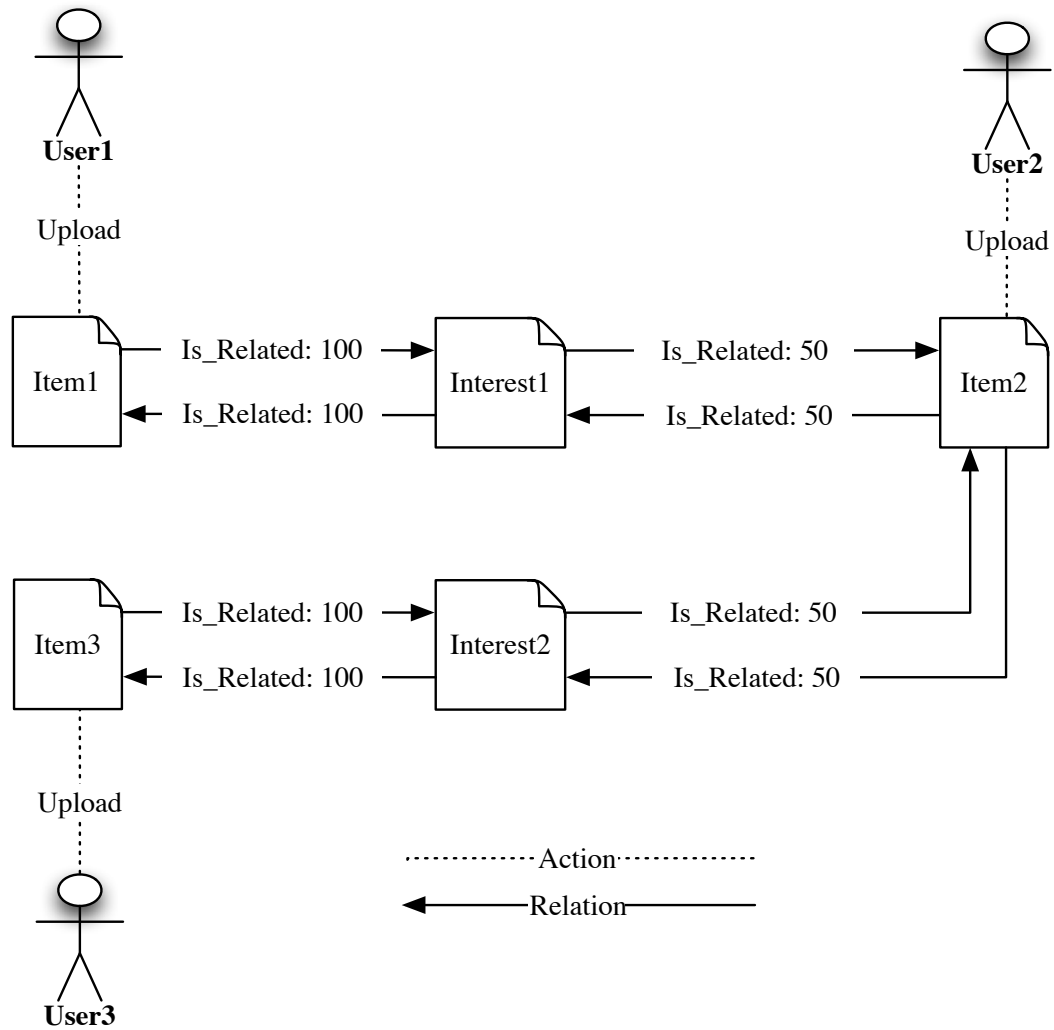 User1
User2
Upload
Upload
Is_Related: 100
Is_Related: 50
Item1
Interest1
Item2
Is_Related: 100
Is_Related: 50
Is_Related: 100
Is_Related: 50
Item3
Interest2
Is_Related: 100
Is_Related: 50
Upload
Action
Relation
User3